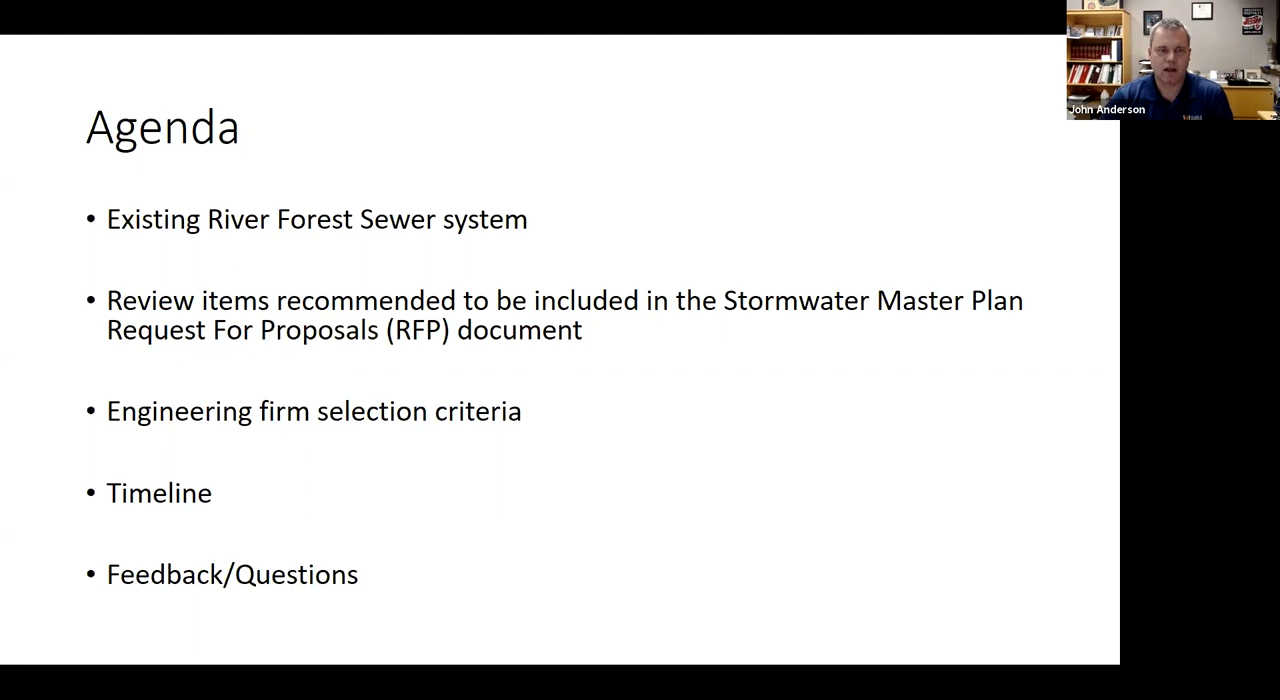 Agenda
• Existing River Forest Sewer system
• Review items recommended to be included in the Stormwater Master Plan
Request For Proposals (RFP) document
• Engineering firm selection criteria
• Timeline
• Feedback/Questions
John Anderson